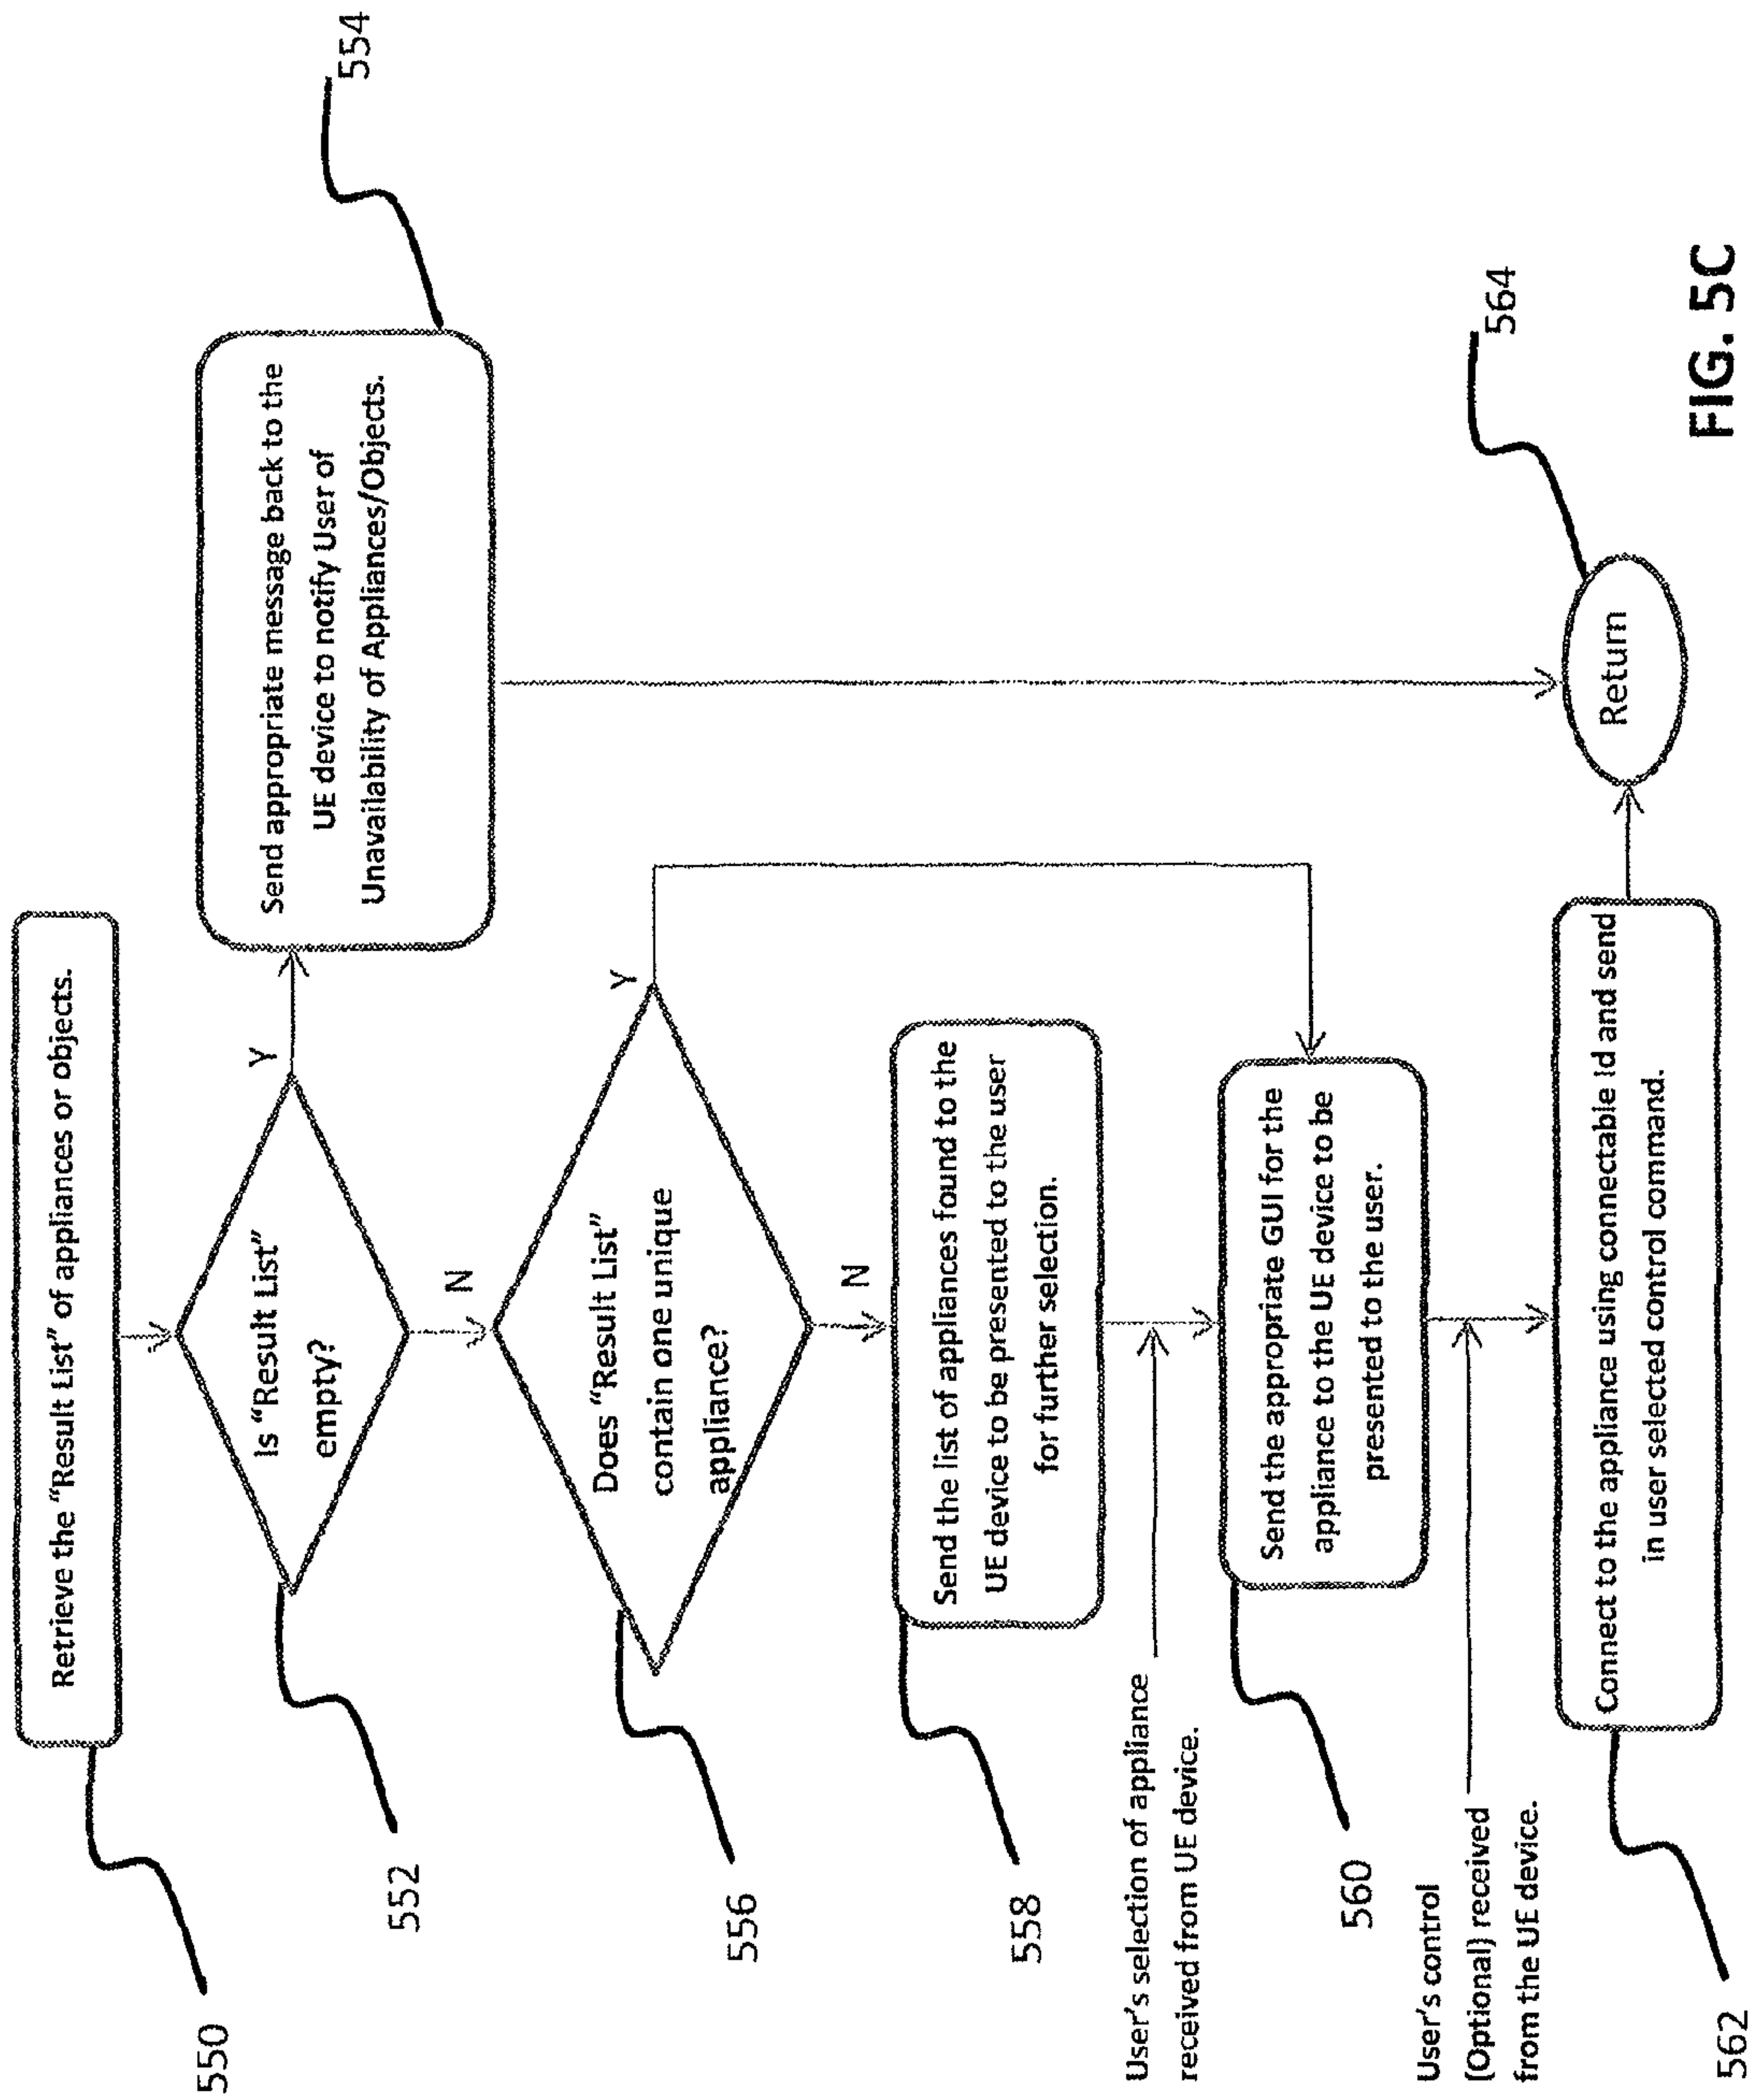 Retrieve the “Result List” of appliances or objects.
550
Is “Result List”
empty?
Y
N
552
Send appropriate message back to the
UE device to notify User of
Unavailability of Appliances/Objects.
554
Does “Result List”
contain one unique
appliance?
Y
N
556
Send the list of appliances found to the
UE device to be presented to the user
for further selection.
558
User's selection of appliance
received from UE device.
Send the appropriate GUI for the
appliance to the UE device to be
presented to the user.
560
User's control
(Optional) received
from the UE device.
Connect to the appliance using connectable Id and send
in user selected control command.
562
Return
564
FIG. 5C